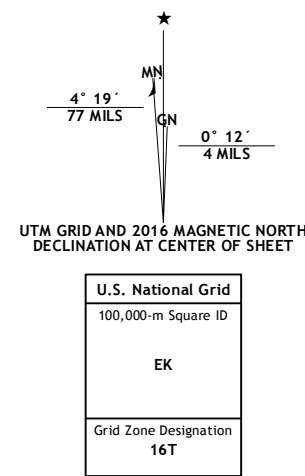 MN
4° 19´
77 MILS
GN
0° 12´
4 MILS
UTM GRID AND 2016 MAGNETIC NORTH
DECLINATION AT CENTER OF SHEET
U.S. National Grid
100,000-m Square ID
EK
Grid Zone Designation
16T